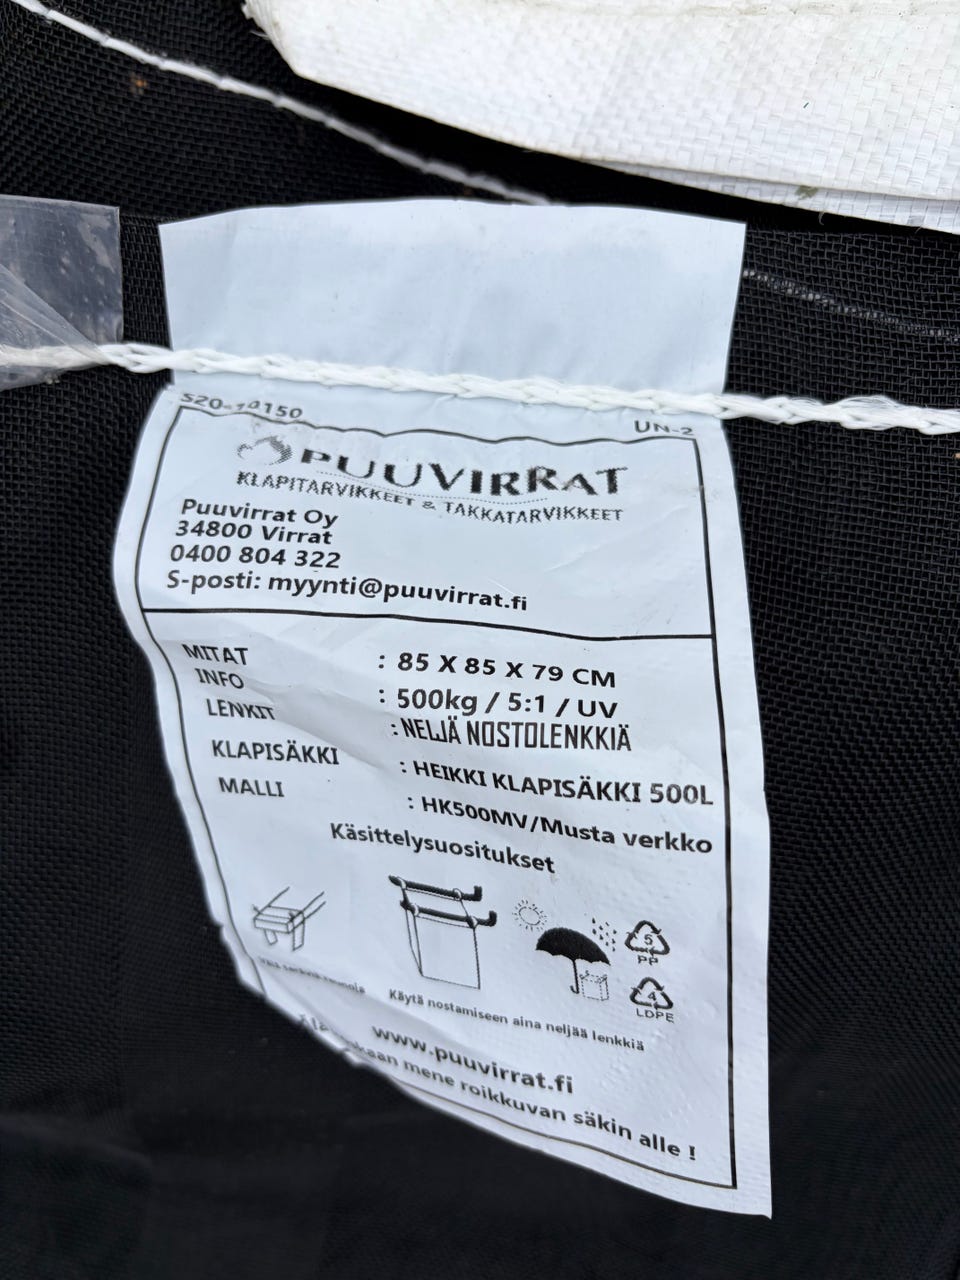 S20-10150
UN-2
PUUVIRRAT
KLAPITARVIKKEET & TAKKATARVIKKEET
Puuvirrat Oy
34800 Virrat
0400 804 322
S-posti: myynti@puuvirrat.fi
MITAT : 85 X 85 X 79 CM
INFO : 500kg / 5:1 / UV
LENKIT : NELJÄ NOSTOLENKKIÄ
KLAPISÄKKI : HEIKKI KLAPISÄKKI 500L
MALLI : HK500MV/Musta verkko
Käsittelysuositukset
5
PP
4
LDPE
Käytä nostamiseen aina neljää lenkkiä
www.puuvirrat.fi
mene roikkuvan säkin alle !